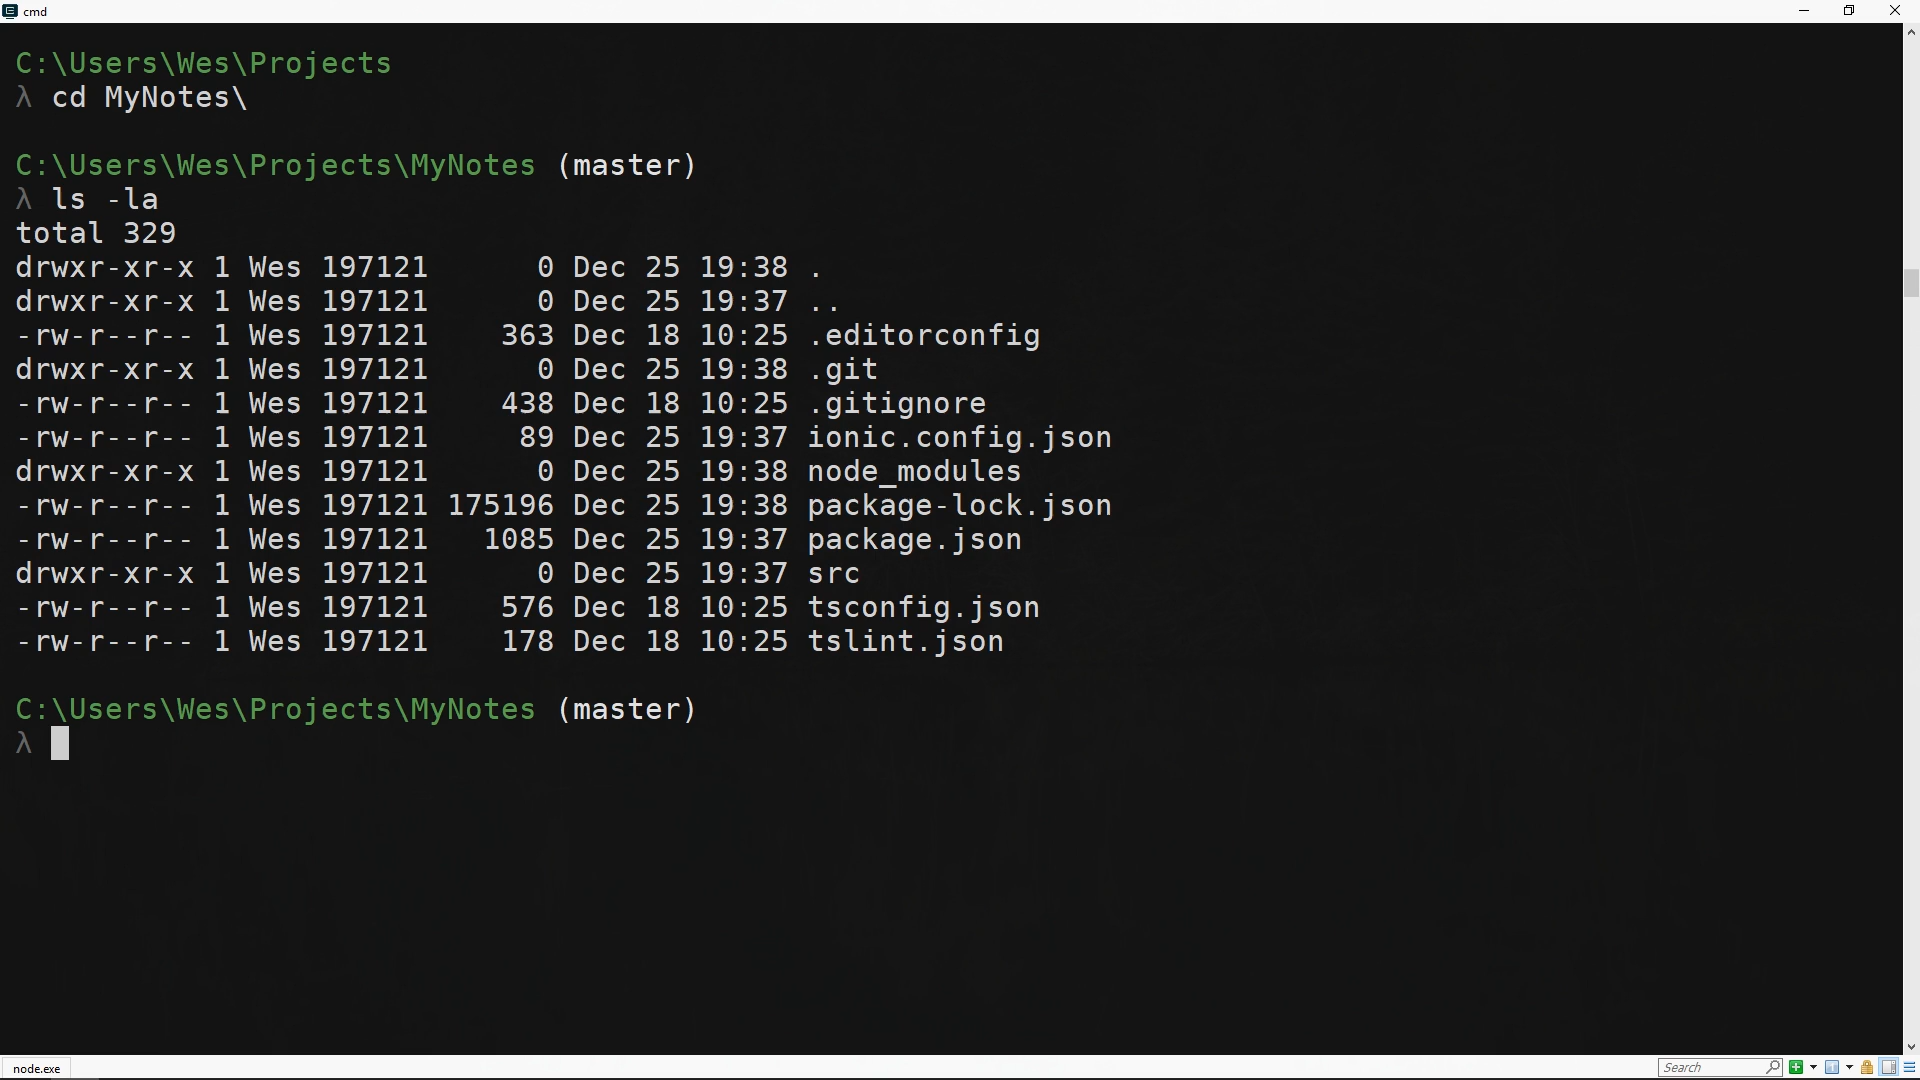 cmd
C:\Users\Wes\Projects
λ cd MyNotes\
C:\Users\Wes\Projects\MyNotes (master)
λ ls -la
total 329
drwxr-xr-x 1 Wes 197121      0 Dec 25 19:38 .
drwxr-xr-x 1 Wes 197121      0 Dec 25 19:37 ..
-rw-r--r-- 1 Wes 197121    363 Dec 18 10:25 .editorconfig
drwxr-xr-x 1 Wes 197121      0 Dec 25 19:38 .git
-rw-r--r-- 1 Wes 197121    438 Dec 18 10:25 .gitignore
-rw-r--r-- 1 Wes 197121     89 Dec 25 19:37 ionic.config.json
drwxr-xr-x 1 Wes 197121      0 Dec 25 19:38 node_modules
-rw-r--r-- 1 Wes 197121 175196 Dec 25 19:38 package-lock.json
-rw-r--r-- 1 Wes 197121   1085 Dec 25 19:37 package.json
drwxr-xr-x 1 Wes 197121      0 Dec 25 19:37 src
-rw-r--r-- 1 Wes 197121    576 Dec 18 10:25 tsconfig.json
-rw-r--r-- 1 Wes 197121    178 Dec 18 10:25 tslint.json
C:\Users\Wes\Projects\MyNotes (master)
λ
node.exe
Search